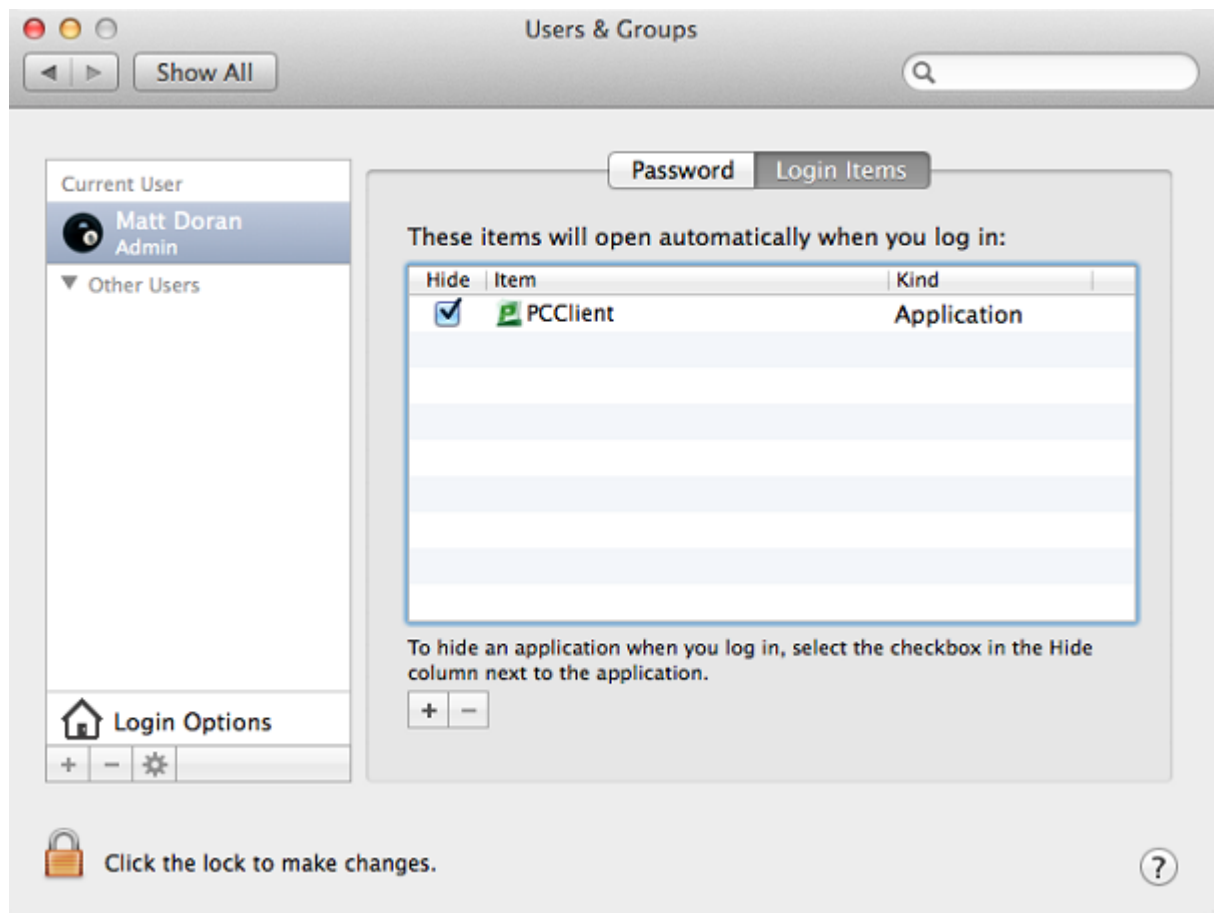 Users & Groups
Show All
Current User
Matt Doran
Admin
Other Users
Login Options
Password
Login Items
These items will open automatically when you log in:
Hide Item Kind
PCClient Application
To hide an application when you log in, select the checkbox in the Hide
column next to the application.
Click the lock to make changes.